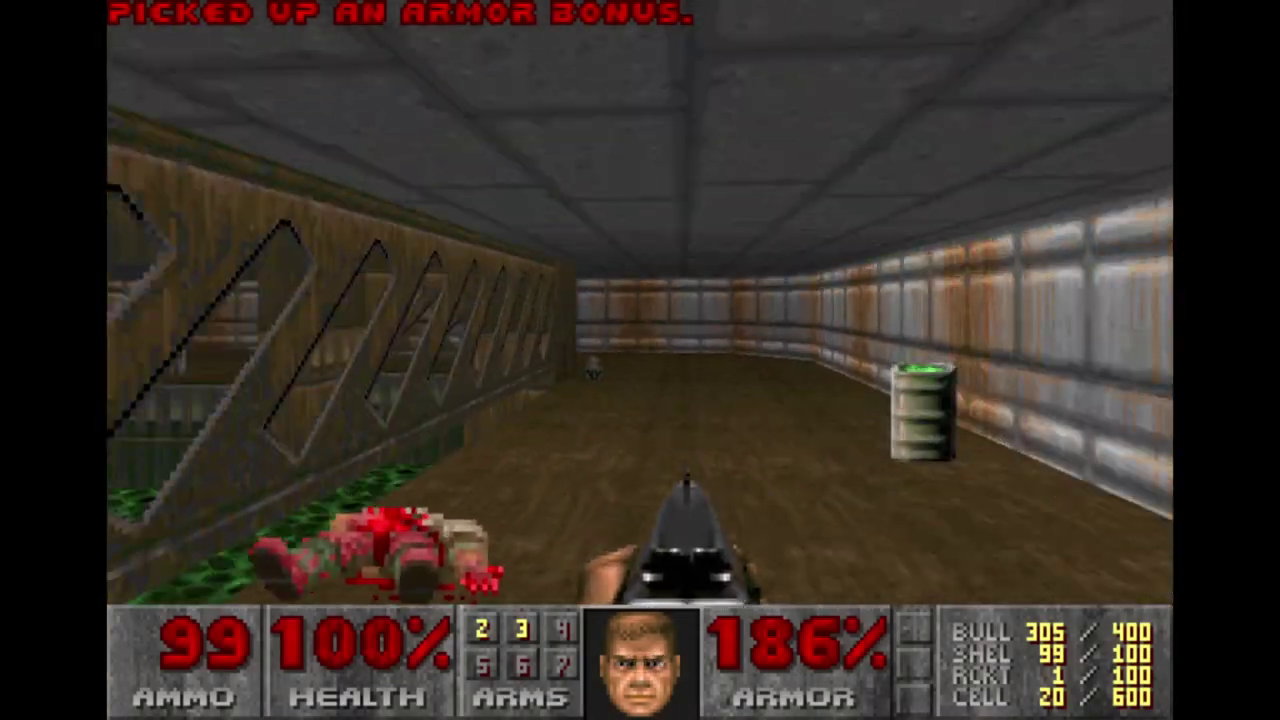 PICKED UP AN ARMOR BONUS.
99 100% 2 3 4 186% BULL 305 / 400
SHEL 99 / 100
5 6 7 RCKT 1 / 100
AMMO HEALTH ARMS ARMOR CELL 20 / 600